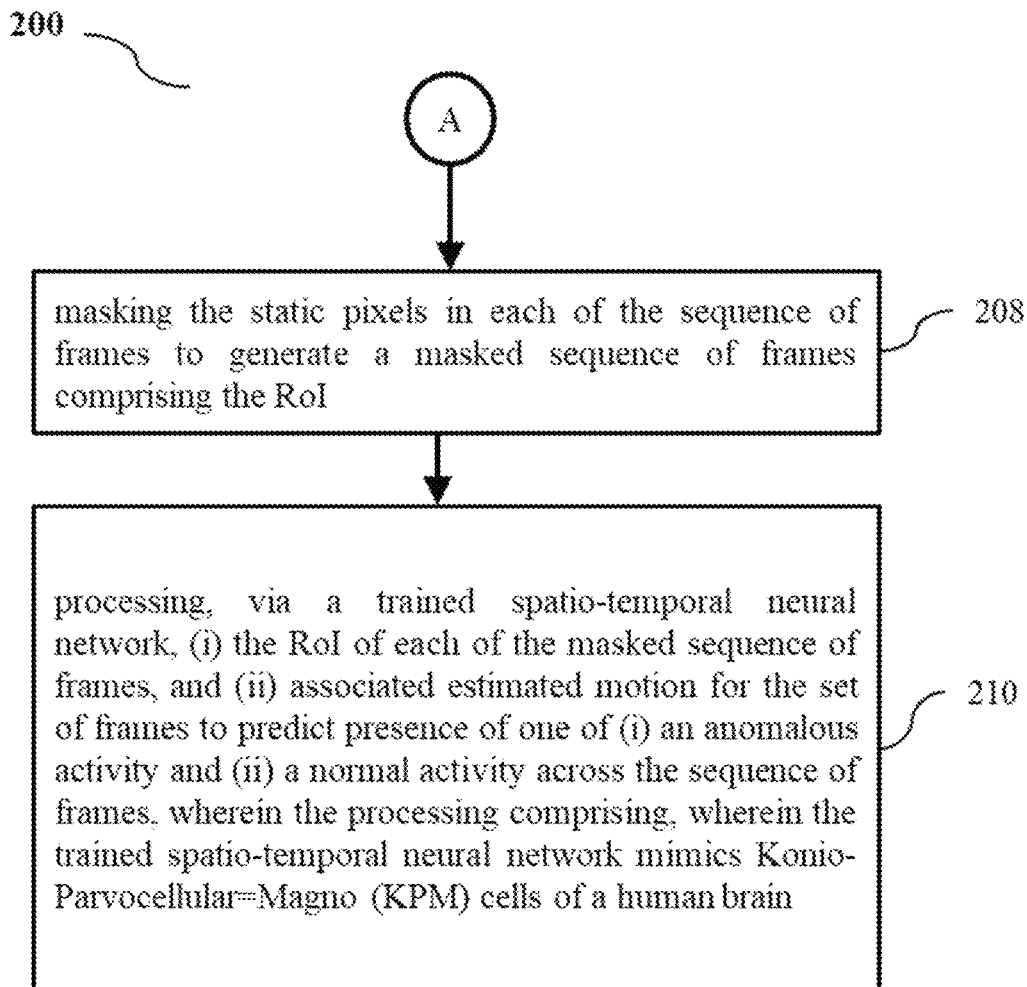 200
A
masking the static pixels in each of the sequence of
frames to generate a masked sequence of frames
comprising the RoI
208
processing, via a trained spatio-temporal neural
network, (i) the RoI of each of the masked sequence of
frames, and (ii) associated estimated motion for the set
of frames to predict presence of one of (i) an anomalous
activity and (ii) a normal activity across the sequence of
frames, wherein the processing comprising, wherein the
trained spatio-temporal neural network mimics Konio-
Parvocellular=Magno (KPM) cells of a human brain
210